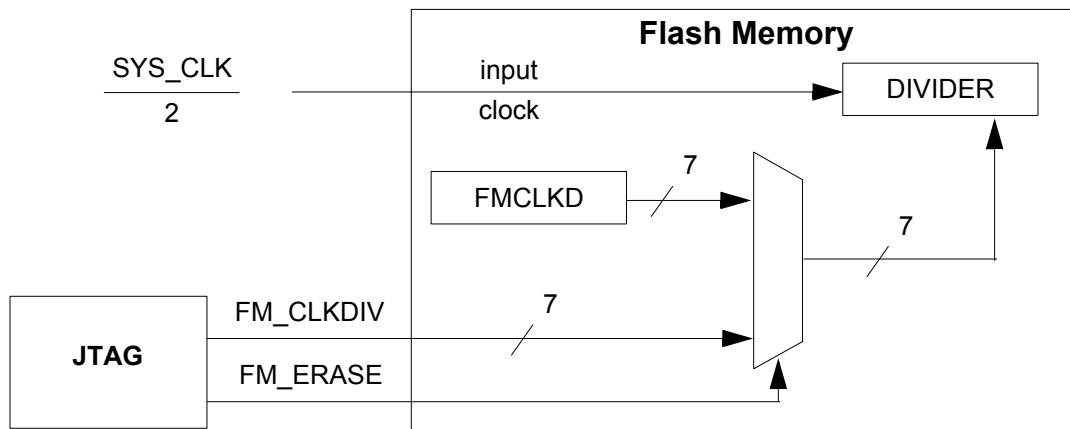 Flash Memory
SYS_CLK
2
input
clock
DIVIDER
7
FMCLKD
7
7
FM_CLKDIV
JTAG
FM_ERASE